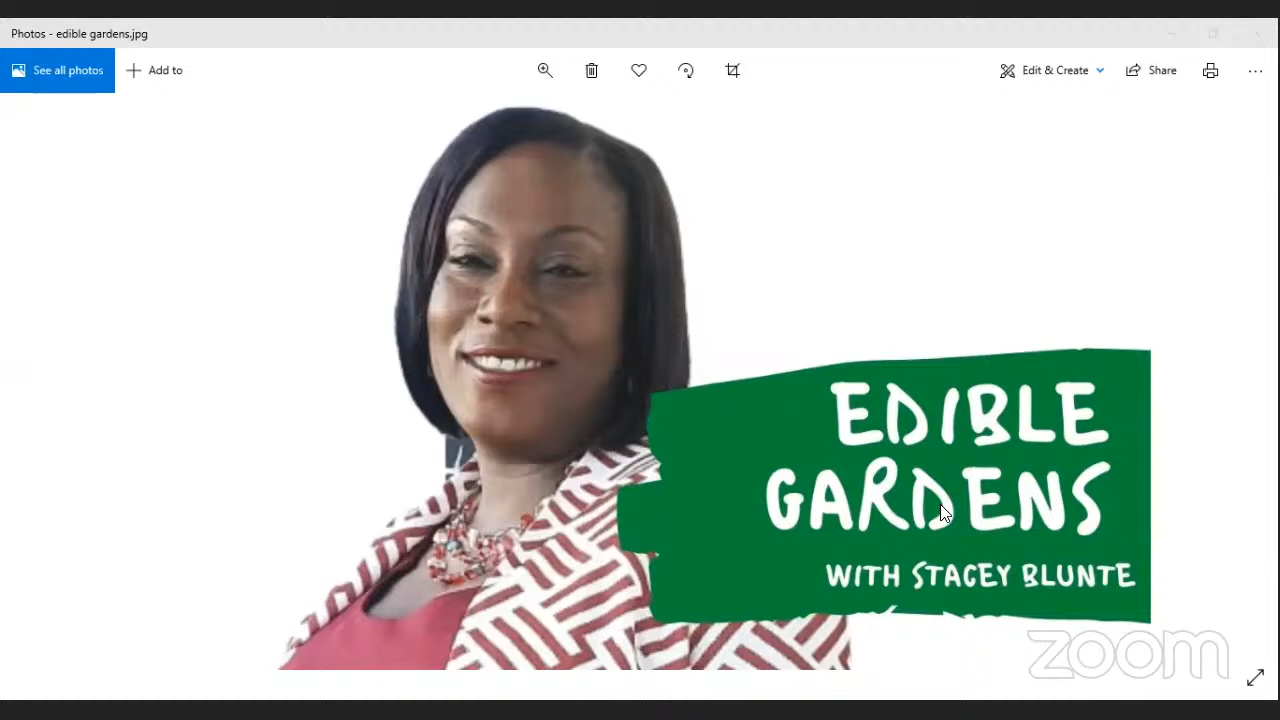 Photos - edible gardens.jpg
See all photos
Add to
Edit & Create
Share
EDIBLE
GARDENS
WITH STACEY BLUNTE
zoom